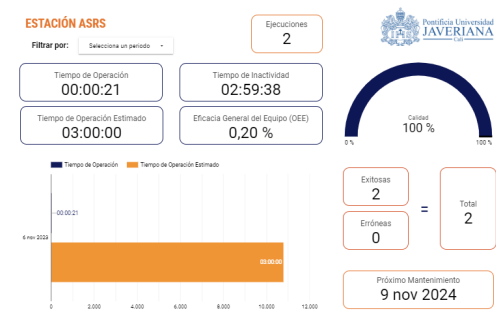 ESTACIÓN ASRS
Ejecuciones
2
Pontificia Universidad
JAVERIANA
Cali
Filtrar por:
Selecciona un periodo
Tiempo de Operación
00:00:21
Tiempo de Inactividad
02:59:38
Tiempo de Operación Estimado
03:00:00
Eficacia General del Equipo (OEE)
0,20 %
Calidad
100 %
0 %
100 %
Tiempo de Operación
Tiempo de Operación Estimado
00:00:21
6 nov 2023
03:00:00
0
2.000
4.000
6.000
8.000
10.000
12.000
Exitosas
2
Erróneas
0
=
Total
2
Próximo Mantenimiento
9 nov 2024